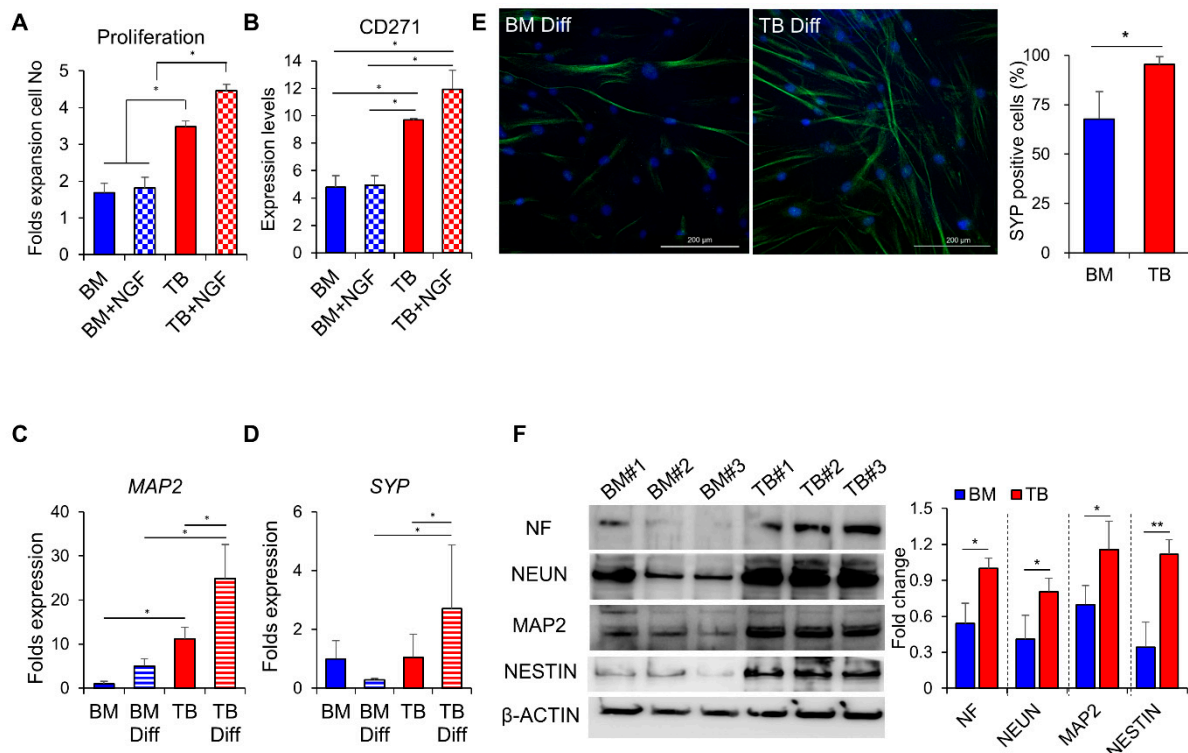 A
Proliferation
Folds expansion cell No
5
4
3
2
1
0
*
*
BM
BM+NGF
TB
TB+NGF
B
CD271
Expression levels
14
12
10
8
6
4
2
0
*
*
*
*
BM
BM+NGF
TB
TB+NGF
E
BM Diff
200 µm
TB Diff
200 µm
SYP positive cells (%)
100
75
50
25
0
*
BM
TB
C
MAP2
Folds expression
40
30
20
10
0
*
*
*
BM
BM
Diff
TB
TB
Diff
D
SYP
Folds expression
6
4
2
0
*
*
BM
BM
Diff
TB
TB
Diff
F
BM#1
BM#2
BM#3
TB#1
TB#2
TB#3
NF
NEUN
MAP2
NESTIN
β-ACTIN
BM TB
Fold change
1.5
1.2
0.9
0.6
0.3
0
*
*
*
**
NF
NEUN
MAP2
NESTIN